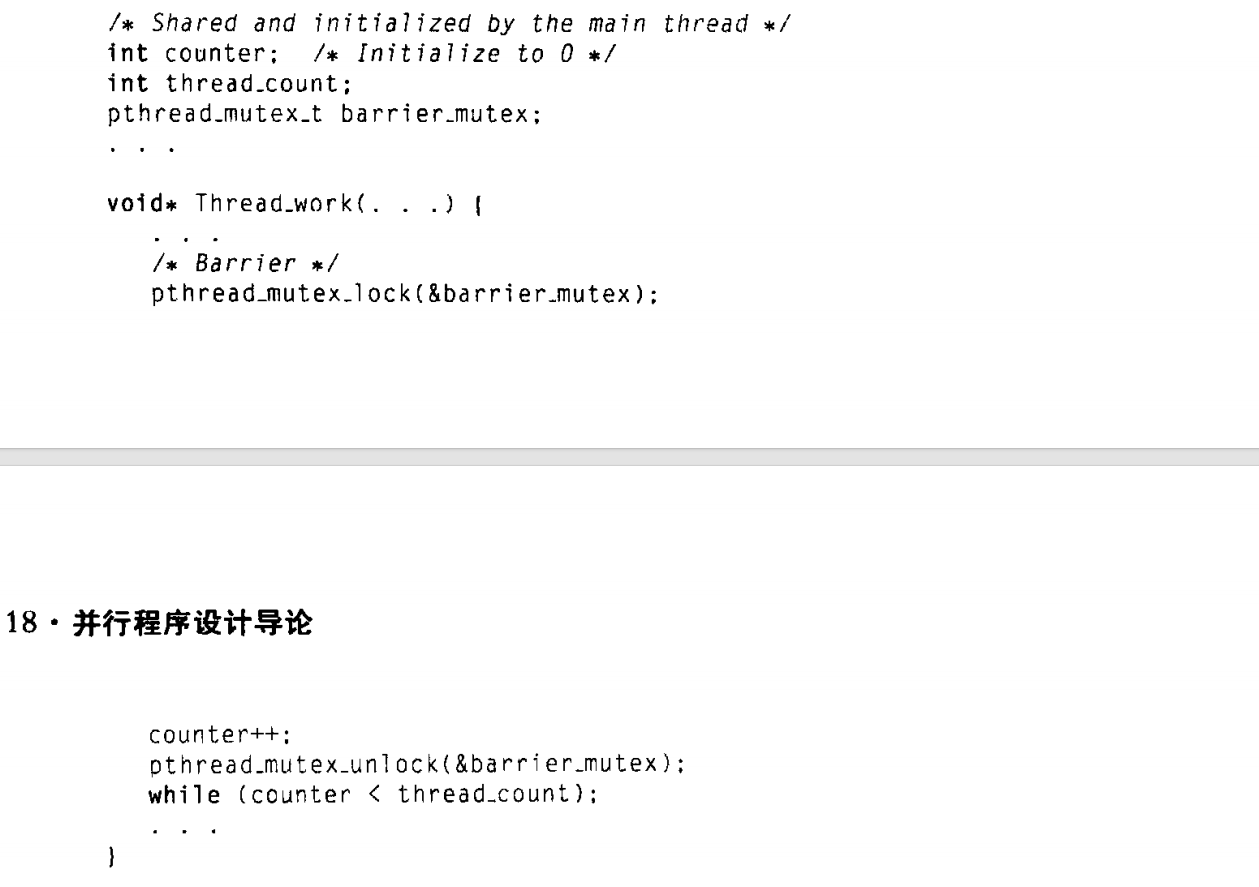 /* Shared and initialized by the main thread */
int counter; /* Initialize to 0 */
int thread_count;
pthread_mutex_t barrier_mutex;
. . .
void* Thread_work(. . .) {
. . .
/* Barrier */
pthread_mutex_lock(&barrier_mutex);
18 · 并行程序设计导论
counter++;
pthread_mutex_unlock(&barrier_mutex);
while (counter < thread_count);
. . .
}